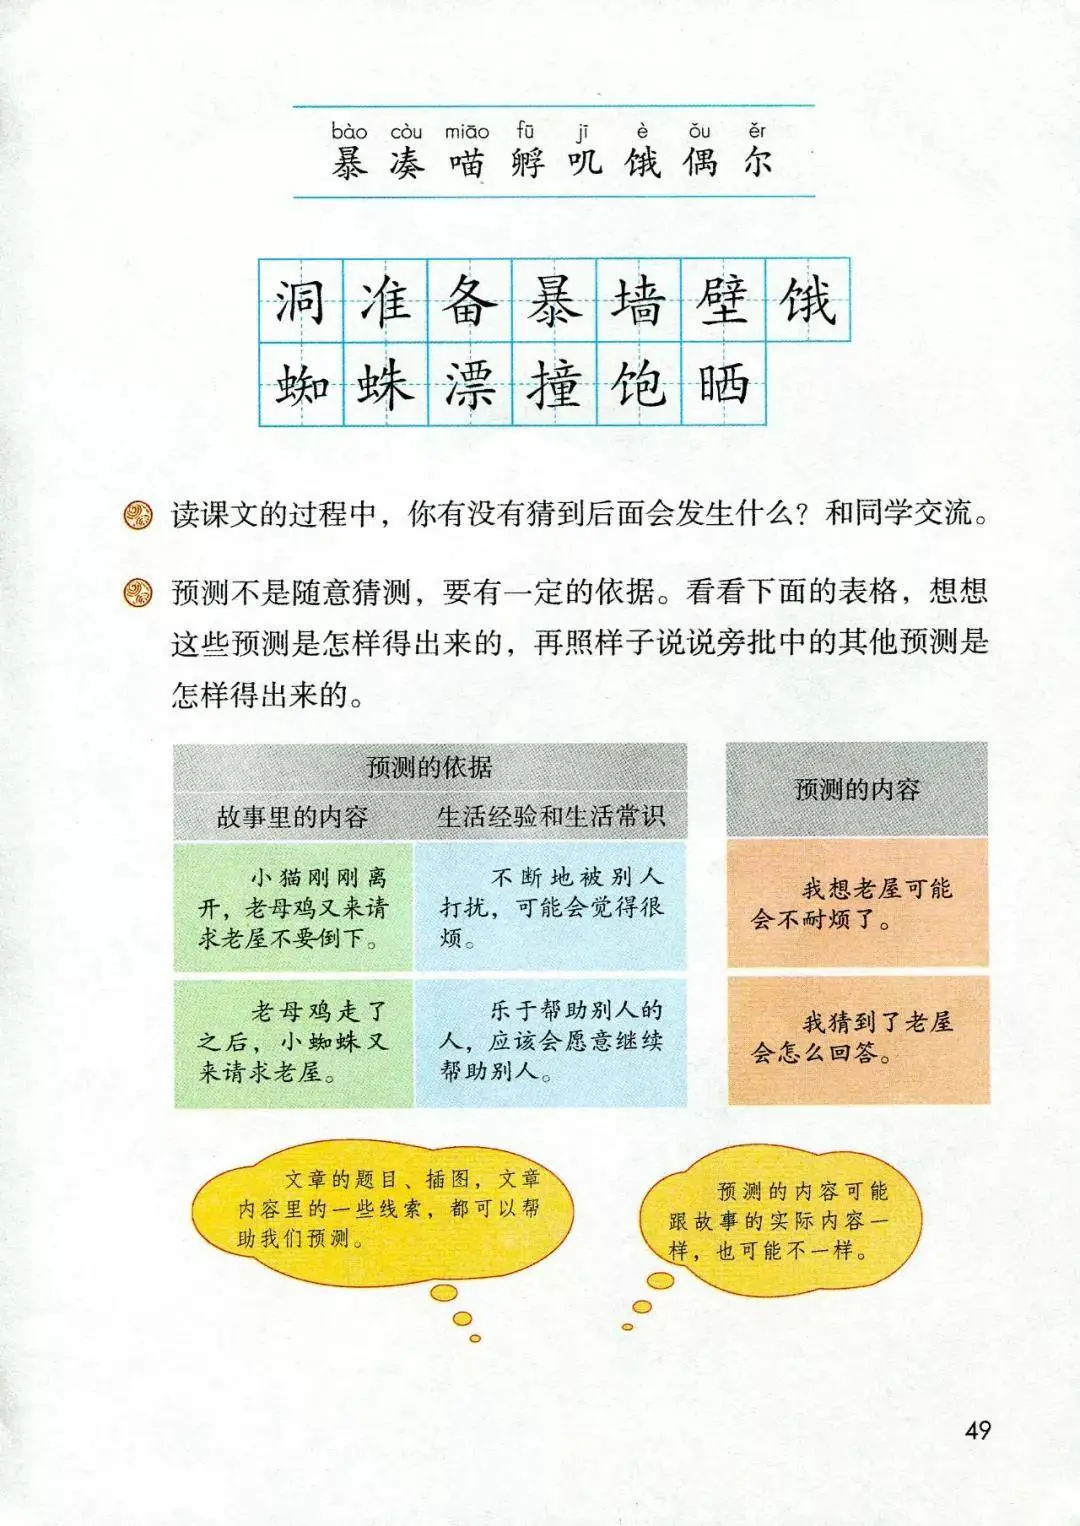 bào còu miāo fū jī è ǒu ěr
暴 凑 喵 孵 叽 饿 偶 尔
洞 准 备 暴 墙 壁 饿
蜘 蛛 漂 撞 饱 晒
读课文的过程中，你有没有猜到后面会发生什么？和同学交流。
预测不是随意猜测，要有一定的依据。看看下面的表格，想想
这些预测是怎样得出来的，再照样子说说旁批中的其他预测是
怎样得出来的。
预测的依据
故事里的内容
生活经验和生活常识
预测的内容
小猫刚刚离
开，老母鸡又来请
求老屋不要倒下。
不断地被别人
打扰，可能会觉得很
烦。
我想老屋可能
会不耐烦了。
老母鸡走了
之后，小蜘蛛又
来请求老屋。
乐于帮助别人的
人，应该会愿意继续
帮助别人。
我猜到了老屋
会怎么回答。
文章的题目、插图，文章
内容里的一些线索，都可以帮
助我们预测。
预测的内容可能
跟故事的实际内容一
样，也可能不一样。
49